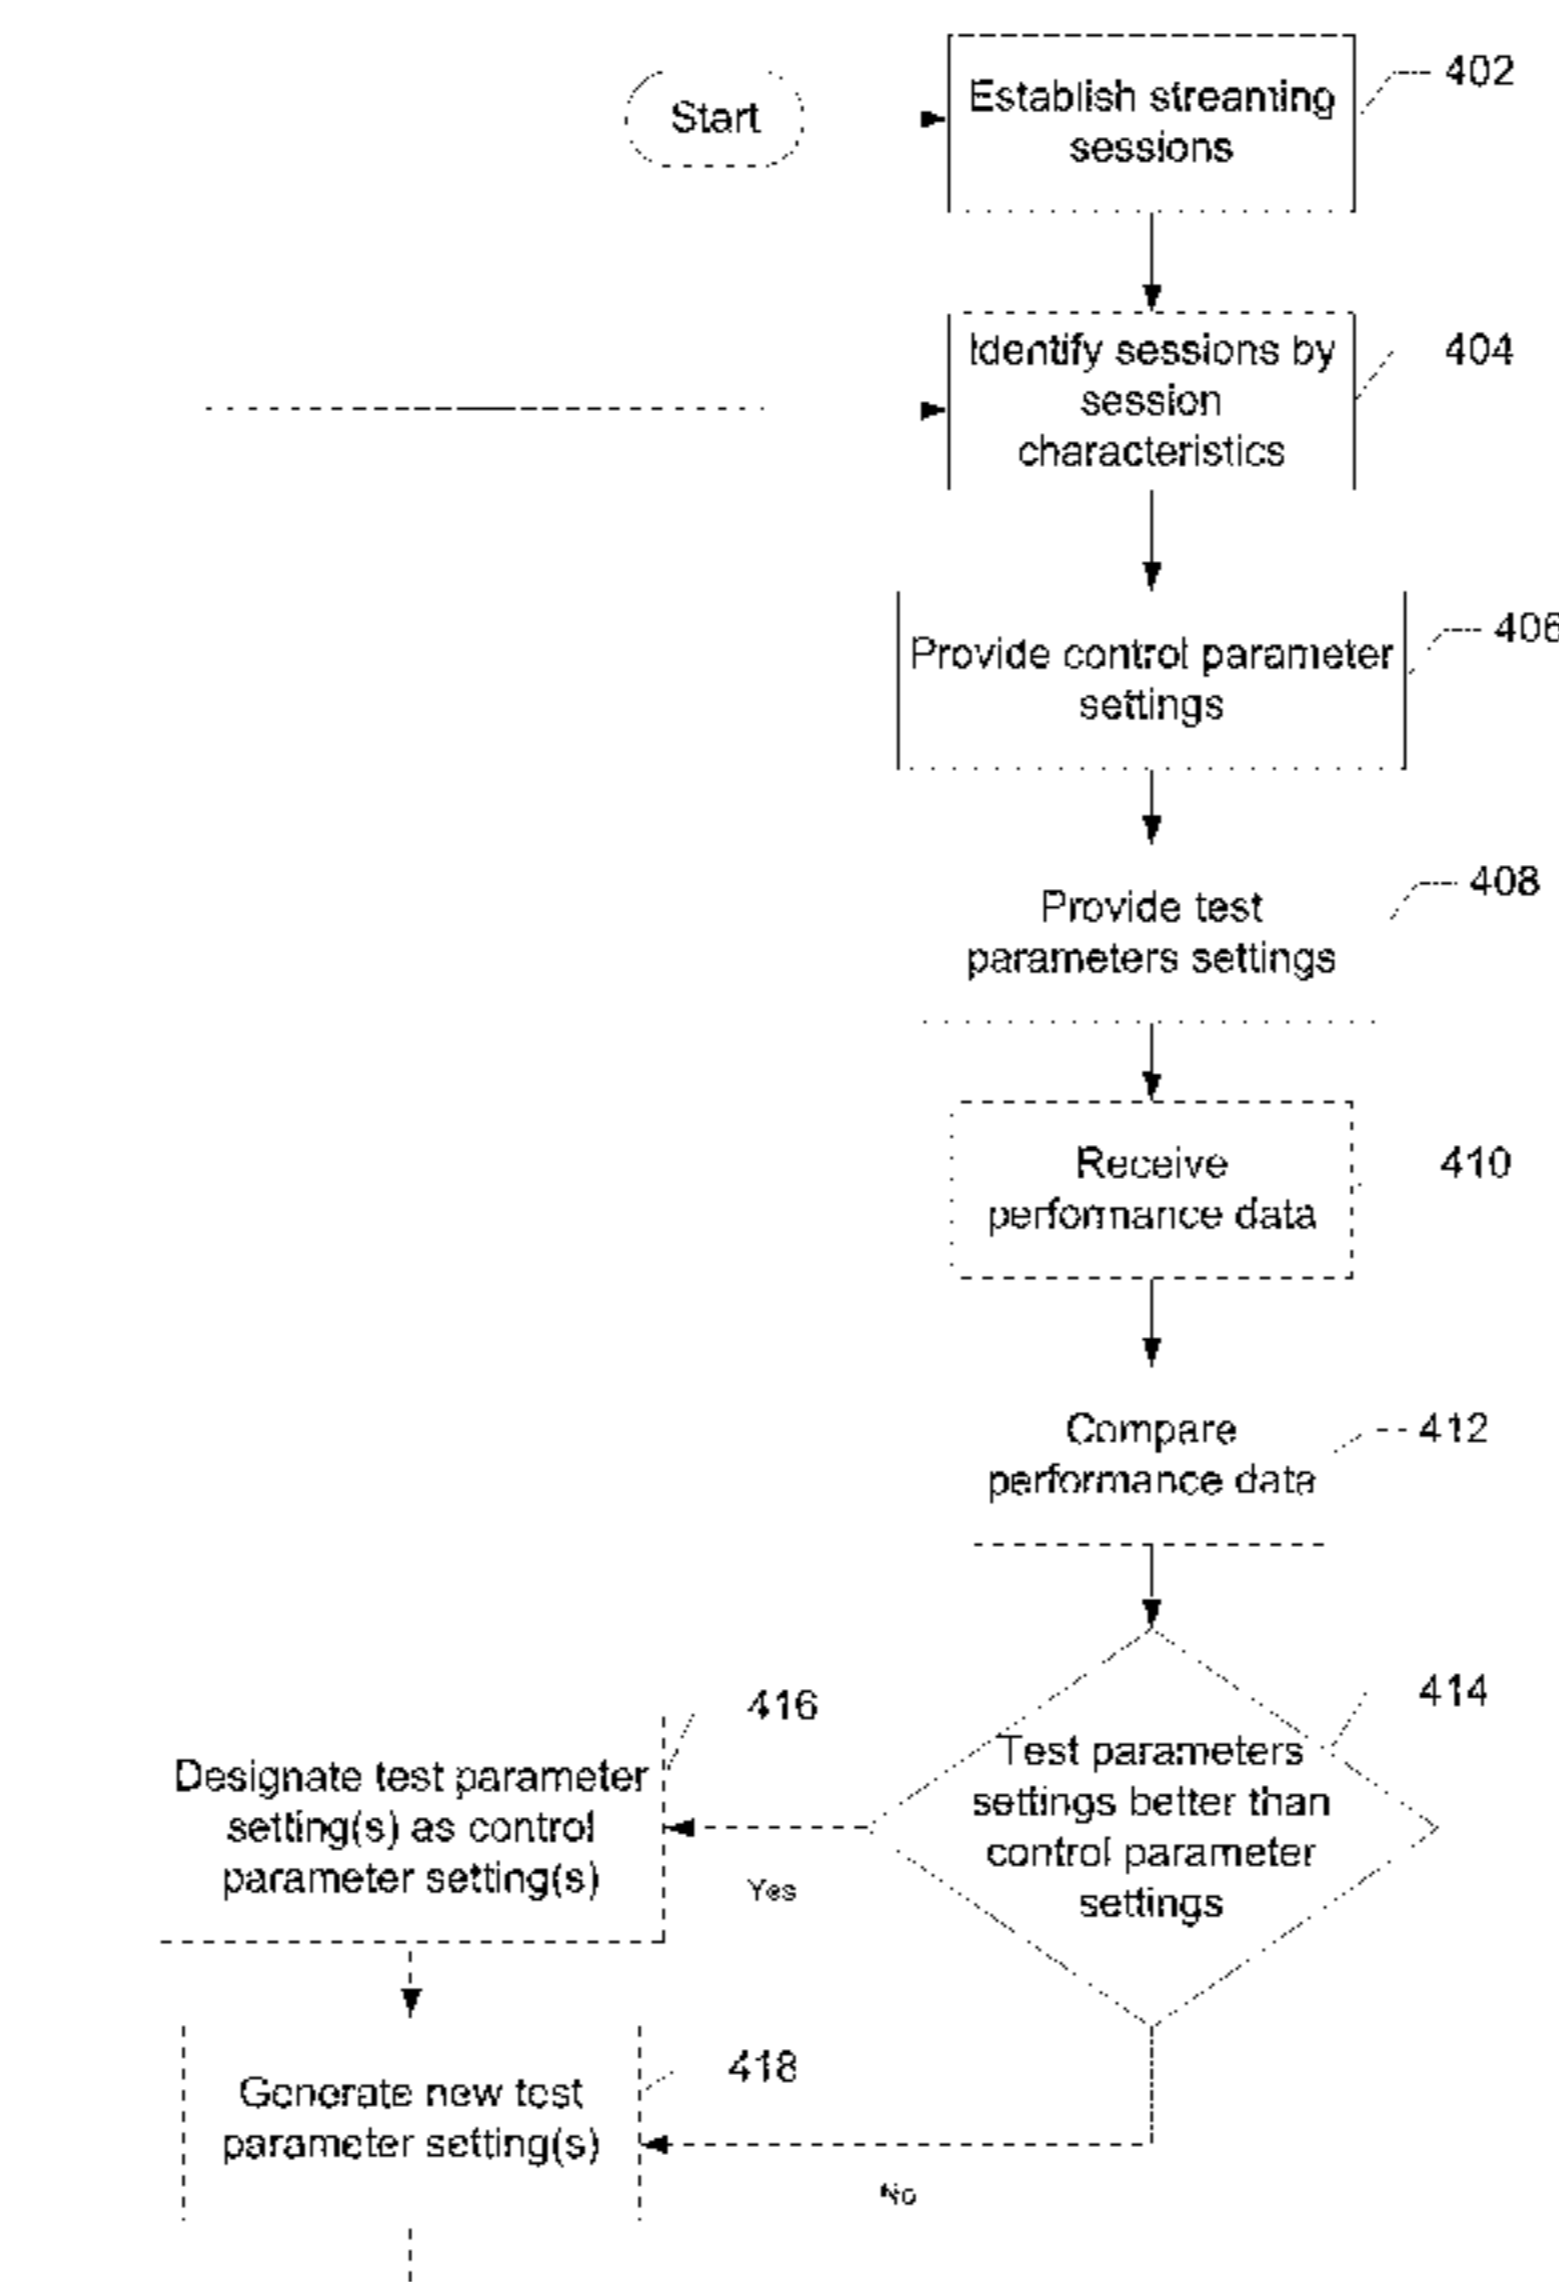 Start
Establish streaming
sessions
402
Identify sessions by
session
characteristics
404
Provide control parameter
settings
406
Provide test
parameters settings
408
Receive
performance data
410
Compare
performance data
412
Test parameters
settings better than
control parameter
settings
414
Yes
416
Designate test parameter
setting(s) as control
parameter setting(s)
418
Generate new test
parameter setting(s)
No